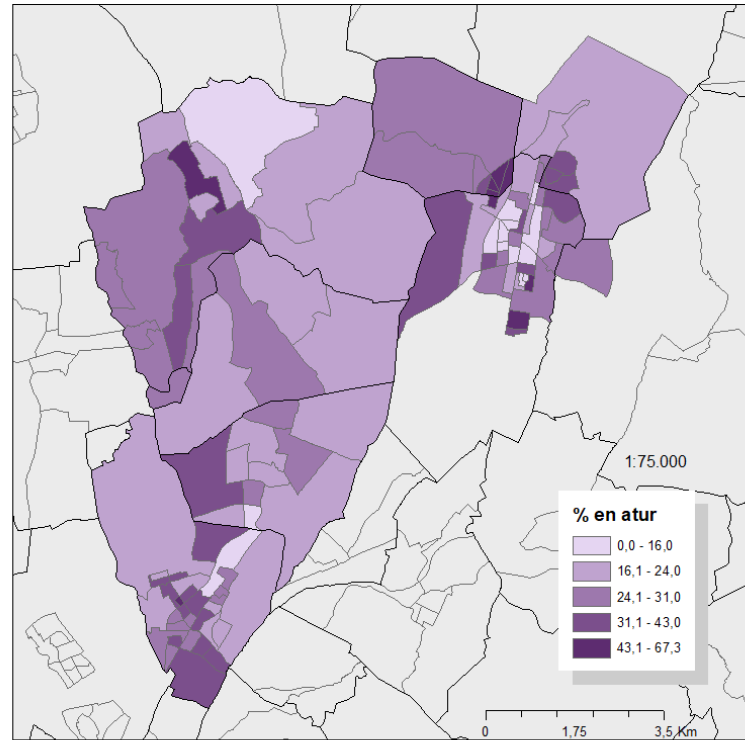 1:75.000
% en atur
0,0 - 16,0
16,1 - 24,0
24,1 - 31,0
31,1 - 43,0
43,1 - 67,3
0 1,75 3,5 Km